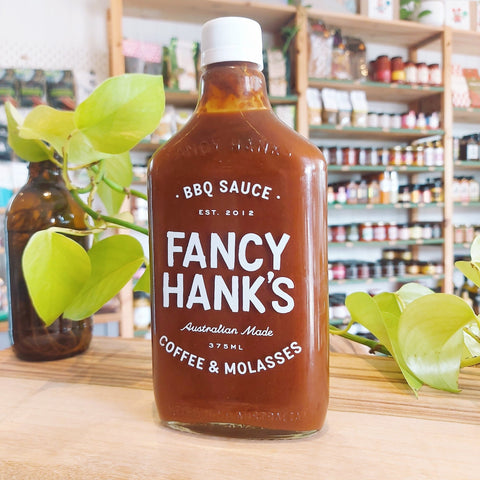 FANCY HANK'S
· BBQ SAUCE ·
EST. 2012
FANCY
HANK'S
Australian Made
375ML
COFFEE & MOLASSES